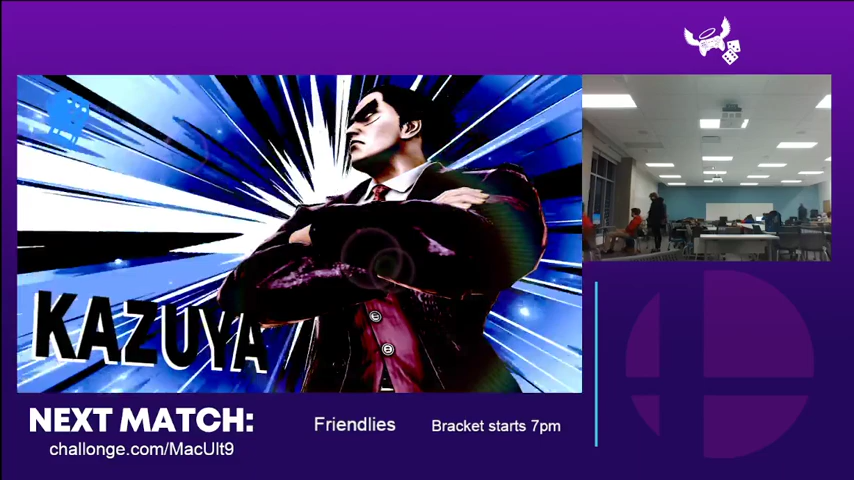 KAZUYA
NEXT MATCH:
challonge.com/MacUlt9
Friendlies
Bracket starts 7pm